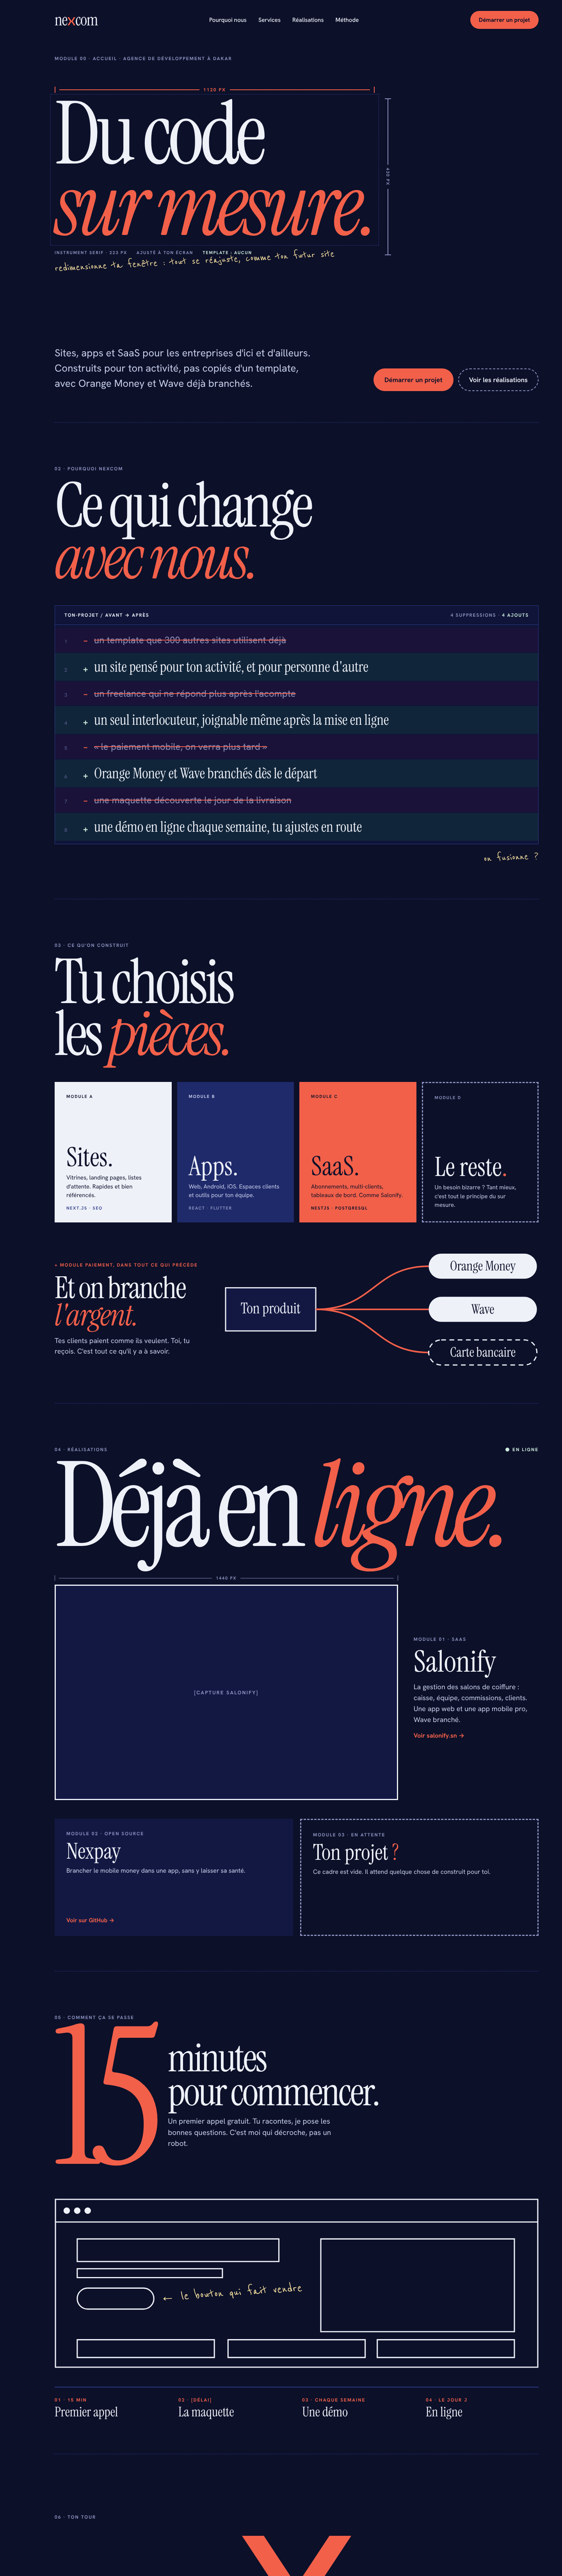 nexcom
Pourquoi nous Services Réalisations Méthode
Démarrer un projet
MODULE 00 · ACCUEIL · AGENCE DE DÉVELOPPEMENT À DAKAR
1120 PX
Du code
sur mesure.
420 PX
INSTRUMENT SERIF · 223 PX AJUSTÉ À TON ÉCRAN TEMPLATE : AUCUN
redimensionne ta fenêtre : tout se réajuste, comme ton futur site
Sites, apps et SaaS pour les entreprises d'ici et d'ailleurs.
Construits pour ton activité, pas copiés d'un template,
avec Orange Money et Wave déjà branchés.
Démarrer un projet
Voir les réalisations
02 · POURQUOI NEXCOM
Ce qui change
avec nous.
TON-PROJET / AVANT → APRÈS
4 SUPPRESSIONS · 4 AJOUTS
1 − un template que 300 autres sites utilisent déjà
2 + un site pensé pour ton activité, et pour personne d'autre
3 − un freelance qui ne répond plus après l'acompte
4 + un seul interlocuteur, joignable même après la mise en ligne
5 − « le paiement mobile, on verra plus tard »
6 + Orange Money et Wave branchés dès le départ
7 − une maquette découverte le jour de la livraison
8 + une démo en ligne chaque semaine, tu ajustes en route
on fusionne ?
03 · CE QU'ON CONSTRUIT
Tu choisis
les pièces.
MODULE A
Sites.
Vitrines, landing pages, listes
d'attente. Rapides et bien
référencés.
NEXT.JS · SEO
MODULE B
Apps.
Web, Android, iOS. Espaces clients
et outils pour ton équipe.
REACT · FLUTTER
MODULE C
SaaS.
Abonnements, multi-clients,
tableaux de bord. Comme Salonify.
NESTJS · POSTGRESQL
MODULE D
Le reste.
Un besoin bizarre ? Tant mieux,
c'est tout le principe du sur
mesure.
+ MODULE PAIEMENT, DANS TOUT CE QUI PRÉCÈDE
Et on branche
l'argent.
Tes clients paient comme ils veulent. Toi, tu
reçois. C'est tout ce qu'il y a à savoir.
Ton produit
Orange Money
Wave
Carte bancaire
04 · RÉALISATIONS
EN LIGNE
Déjà en ligne.
1440 PX
[CAPTURE SALONIFY]
MODULE 01 · SAAS
Salonify
La gestion des salons de coiffure :
caisse, équipe, commissions, clients.
Une app web et une app mobile pro,
Wave branché.
Voir salonify.sn →
MODULE 02 · OPEN SOURCE
Nexpay
Brancher le mobile money dans une app, sans y laisser sa santé.
Voir sur GitHub →
MODULE 03 · EN ATTENTE
Ton projet ?
Ce cadre est vide. Il attend quelque chose de construit pour toi.
05 · COMMENT ÇA SE PASSE
15
minutes
pour commencer.
Un premier appel gratuit. Tu racontes, je pose les
bonnes questions. C'est moi qui décroche, pas un
robot.
← le bouton qui fait vendre
01 · 15 MIN
Premier appel
02 · [DÉLAI]
La maquette
03 · CHAQUE SEMAINE
Une démo
04 · LE JOUR J
En ligne
06 · TON TOUR